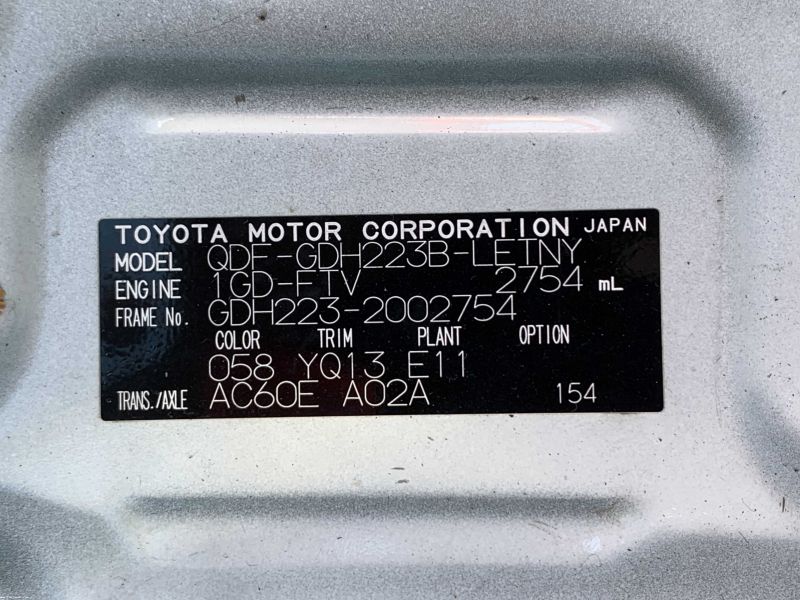 TOYOTA MOTOR CORPORATION JAPAN
MODEL QDF-GDH223B-LETNY
ENGINE 1GD-FTV 2754 mL
FRAME No. GDH223-2002754
COLOR TRIM PLANT OPTION
058 YQ13 E11
TRANS./AXLE AC60E A02A 154